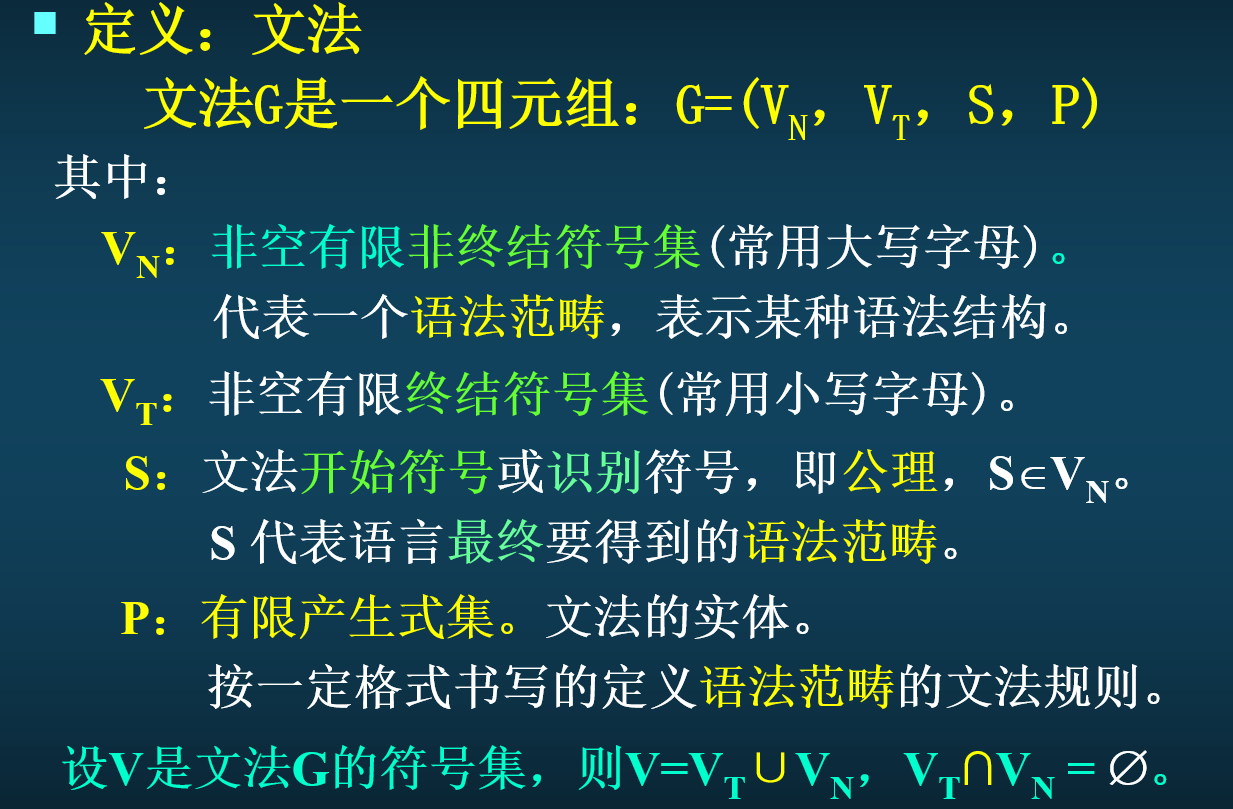 ▪ 定义：文法
文法G是一个四元组：G=(V_N，V_T，S，P)
其中：
V_N：非空有限非终结符号集(常用大写字母)。
代表一个语法范畴，表示某种语法结构。
V_T：非空有限终结符号集(常用小写字母)。
S：文法开始符号或识别符号，即公理，S∈V_N。
S 代表语言最终要得到的语法范畴。
P：有限产生式集。文法的实体。
按一定格式书写的定义语法范畴的文法规则。
设V是文法G的符号集，则V=V_T∪V_N，V_T∩V_N = ∅。